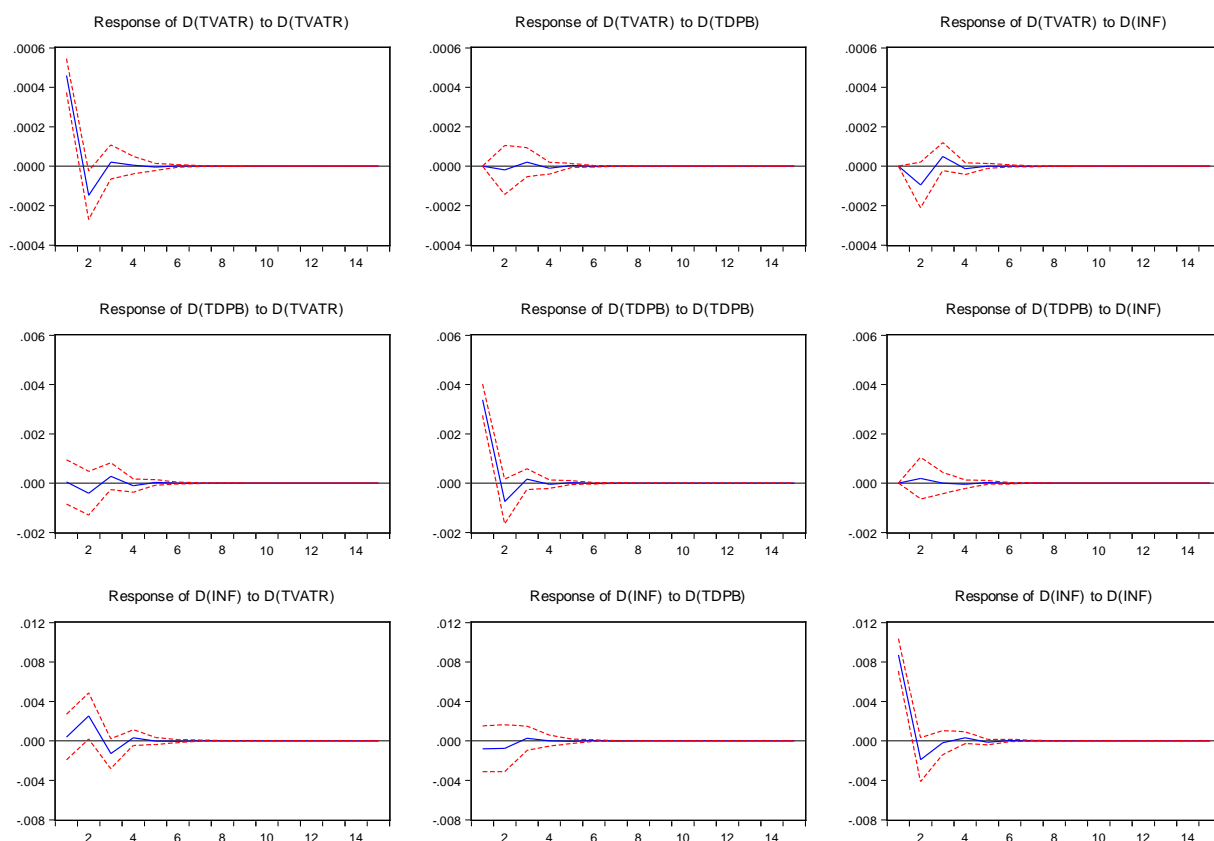 Response of D(TVATR) to D(TVATR)
Response of D(TVATR) to D(TDPB)
Response of D(TVATR) to D(INF)
.0006
.0004
.0002
.0000
-.0002
-.0004
2 4 6 8 10 12 14
.0006
.0004
.0002
.0000
-.0002
-.0004
2 4 6 8 10 12 14
.0006
.0004
.0002
.0000
-.0002
-.0004
2 4 6 8 10 12 14
Response of D(TDPB) to D(TVATR)
Response of D(TDPB) to D(TDPB)
Response of D(TDPB) to D(INF)
.006
.004
.002
.000
-.002
2 4 6 8 10 12 14
.006
.004
.002
.000
-.002
2 4 6 8 10 12 14
.006
.004
.002
.000
-.002
2 4 6 8 10 12 14
Response of D(INF) to D(TVATR)
Response of D(INF) to D(TDPB)
Response of D(INF) to D(INF)
.012
.008
.004
.000
-.004
-.008
2 4 6 8 10 12 14
.012
.008
.004
.000
-.004
-.008
2 4 6 8 10 12 14
.012
.008
.004
.000
-.004
-.008
2 4 6 8 10 12 14